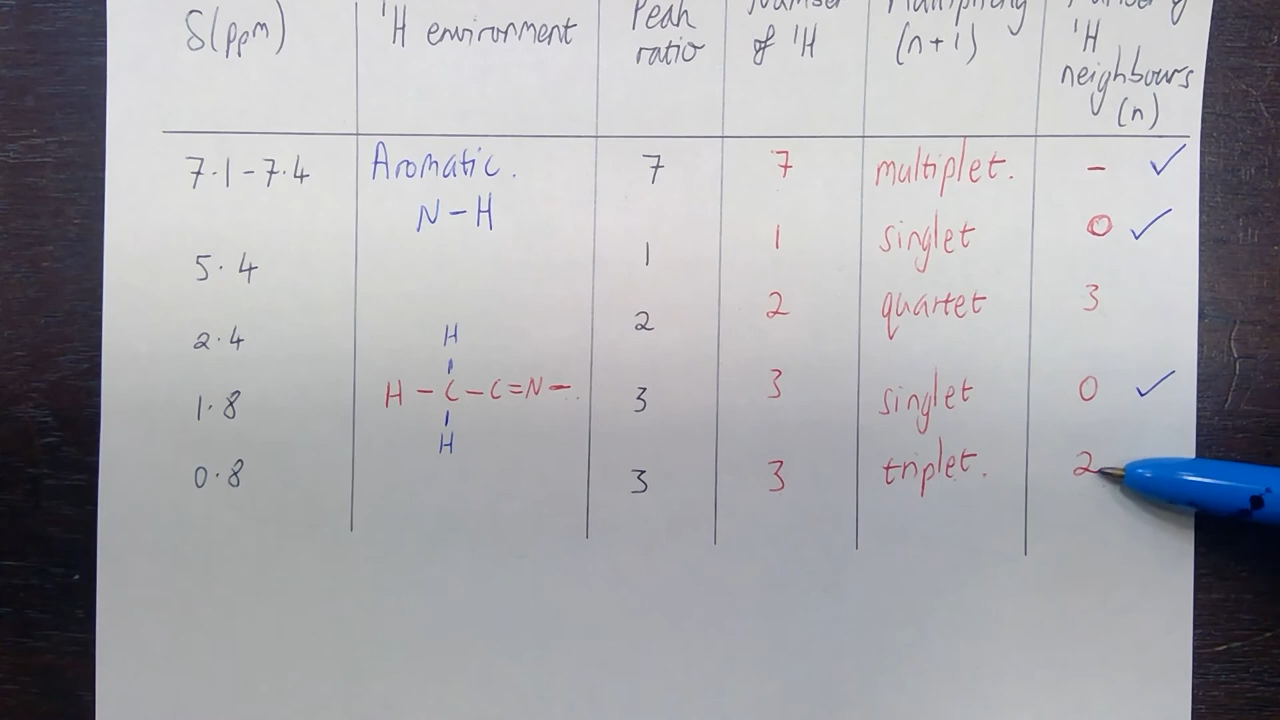 δ(ppm) ¹H environment Peak ratio Number of ¹H Multiplicity (n+1) ¹H neighbours (n)
7.1-7.4 Aromatic. 7 7 multiplet. - ✓
N-H
5.4 1 1 singlet 0 ✓
2.4 2 2 quartet 3
H
1.8 H-C-C=N-. 3 3 singlet 0 ✓
H
0.8 3 3 triplet. 2